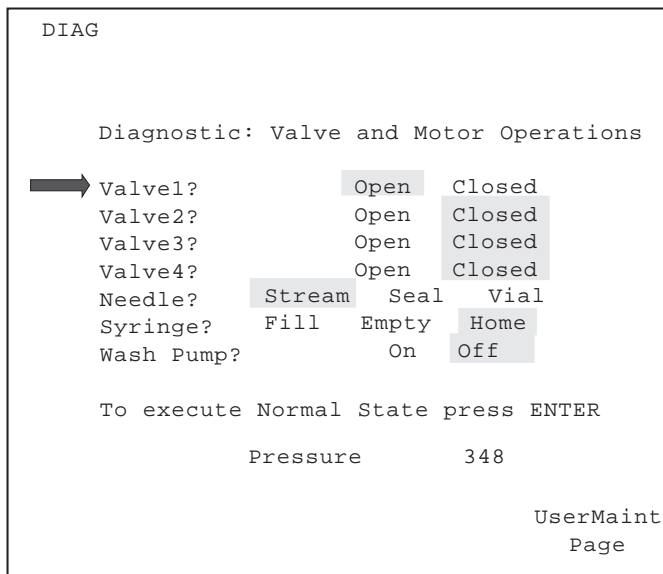 DIAG
Diagnostic: Valve and Motor Operations
Valve1? Open Closed
Valve2? Open Closed
Valve3? Open Closed
Valve4? Open Closed
Needle? Stream Seal Vial
Syringe? Fill Empty Home
Wash Pump? On Off
To execute Normal State press ENTER
Pressure 348
UserMaint
Page